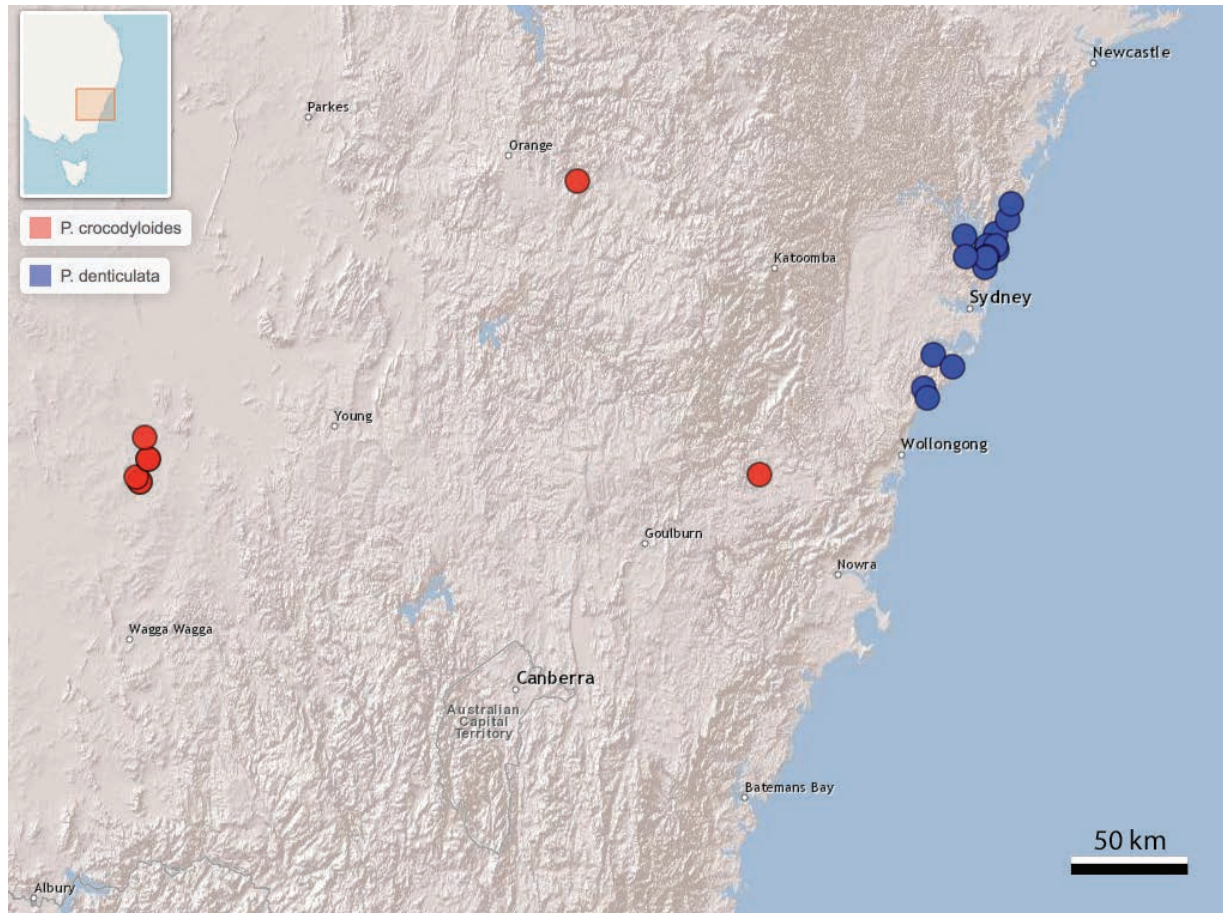 Newcastle
Parkes
Orange
P. crocodyloides
P. denticulata
Katoomba
Sydney
Young
Wollongong
Goulburn
Nowra
Wagga Wagga
Canberra
Australian
Capital
Territory
Batemans Bay
50 km
Albury